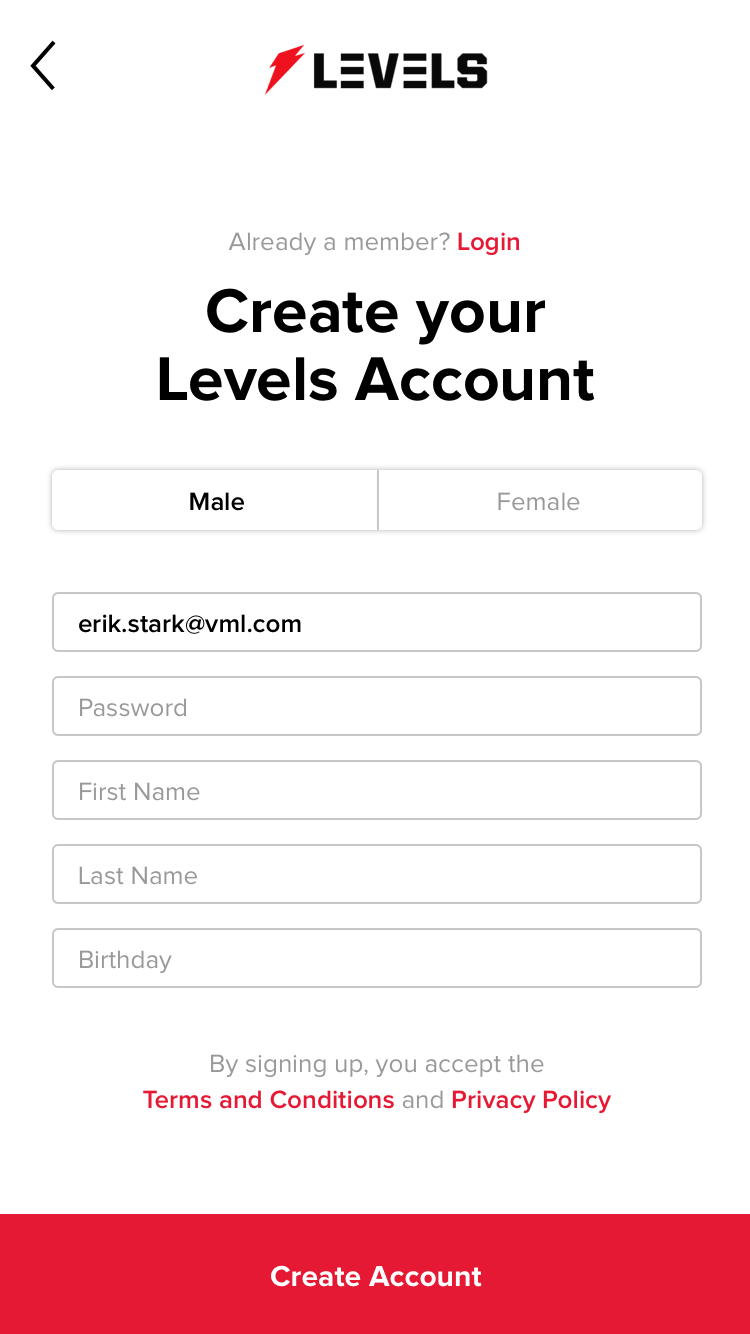 LEVELS
Already a member? Login
Create your
Levels Account
Male
Female
erik.stark@vml.com
Password
First Name
Last Name
Birthday
By signing up, you accept the
Terms and Conditions and Privacy Policy
Create Account